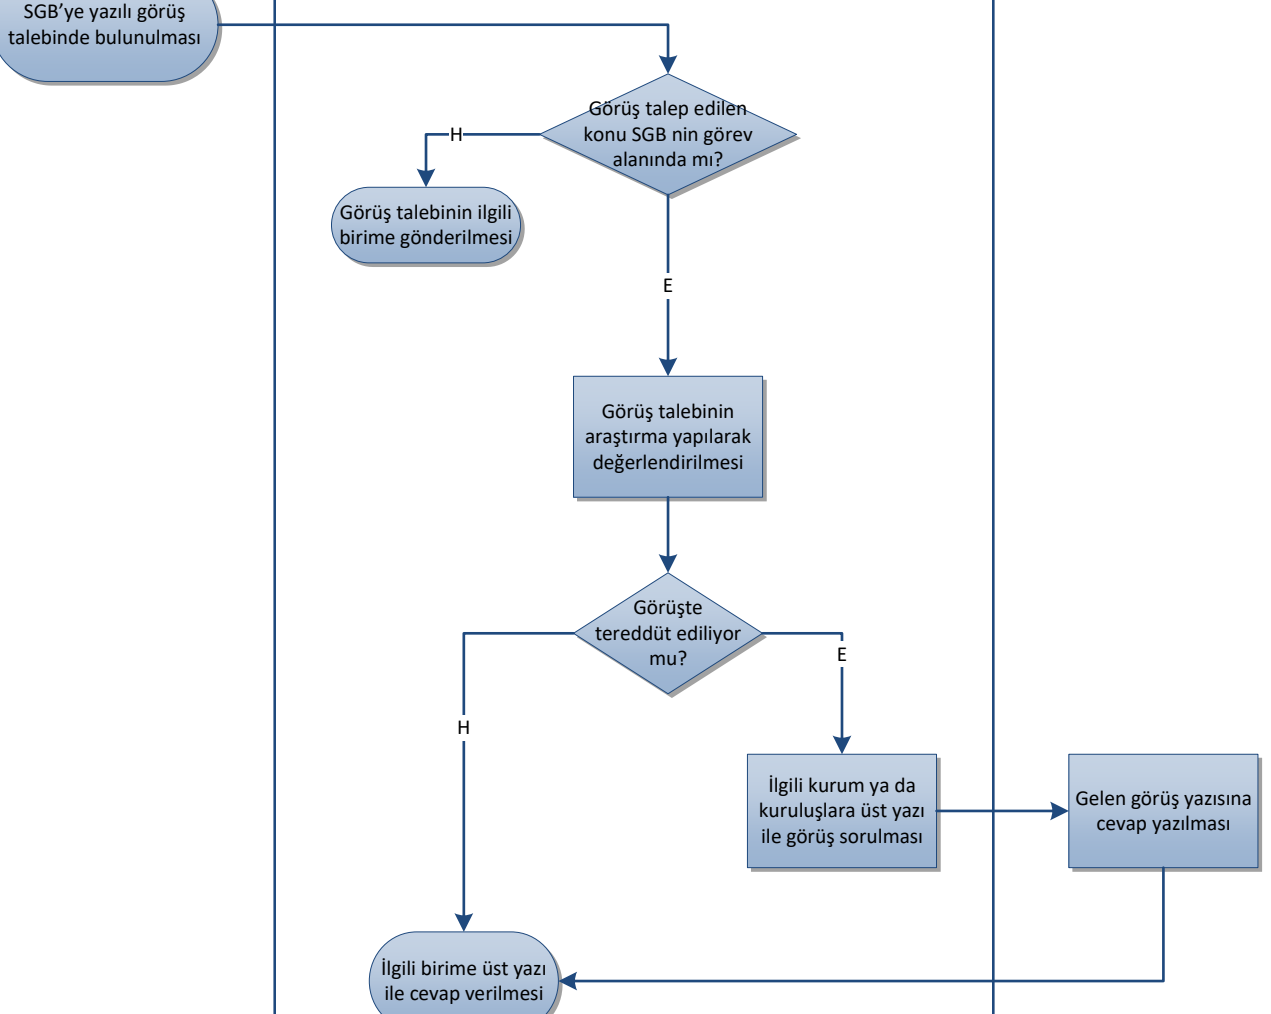 SGB’ye yazılı görüş
talebinde bulunulması
Görüş talep edilen
konu SGB nin görev
alanında mı?
H
Görüş talebinin ilgili
birime gönderilmesi
E
Görüş talebinin
araştırma yapılarak
değerlendirilmesi
Görüşte
tereddüt ediliyor
mu?
E
H
İlgili kurum ya da
kuruluşlara üst yazı
ile görüş sorulması
Gelen görüş yazısına
cevap yazılması
İlgili birime üst yazı
ile cevap verilmesi